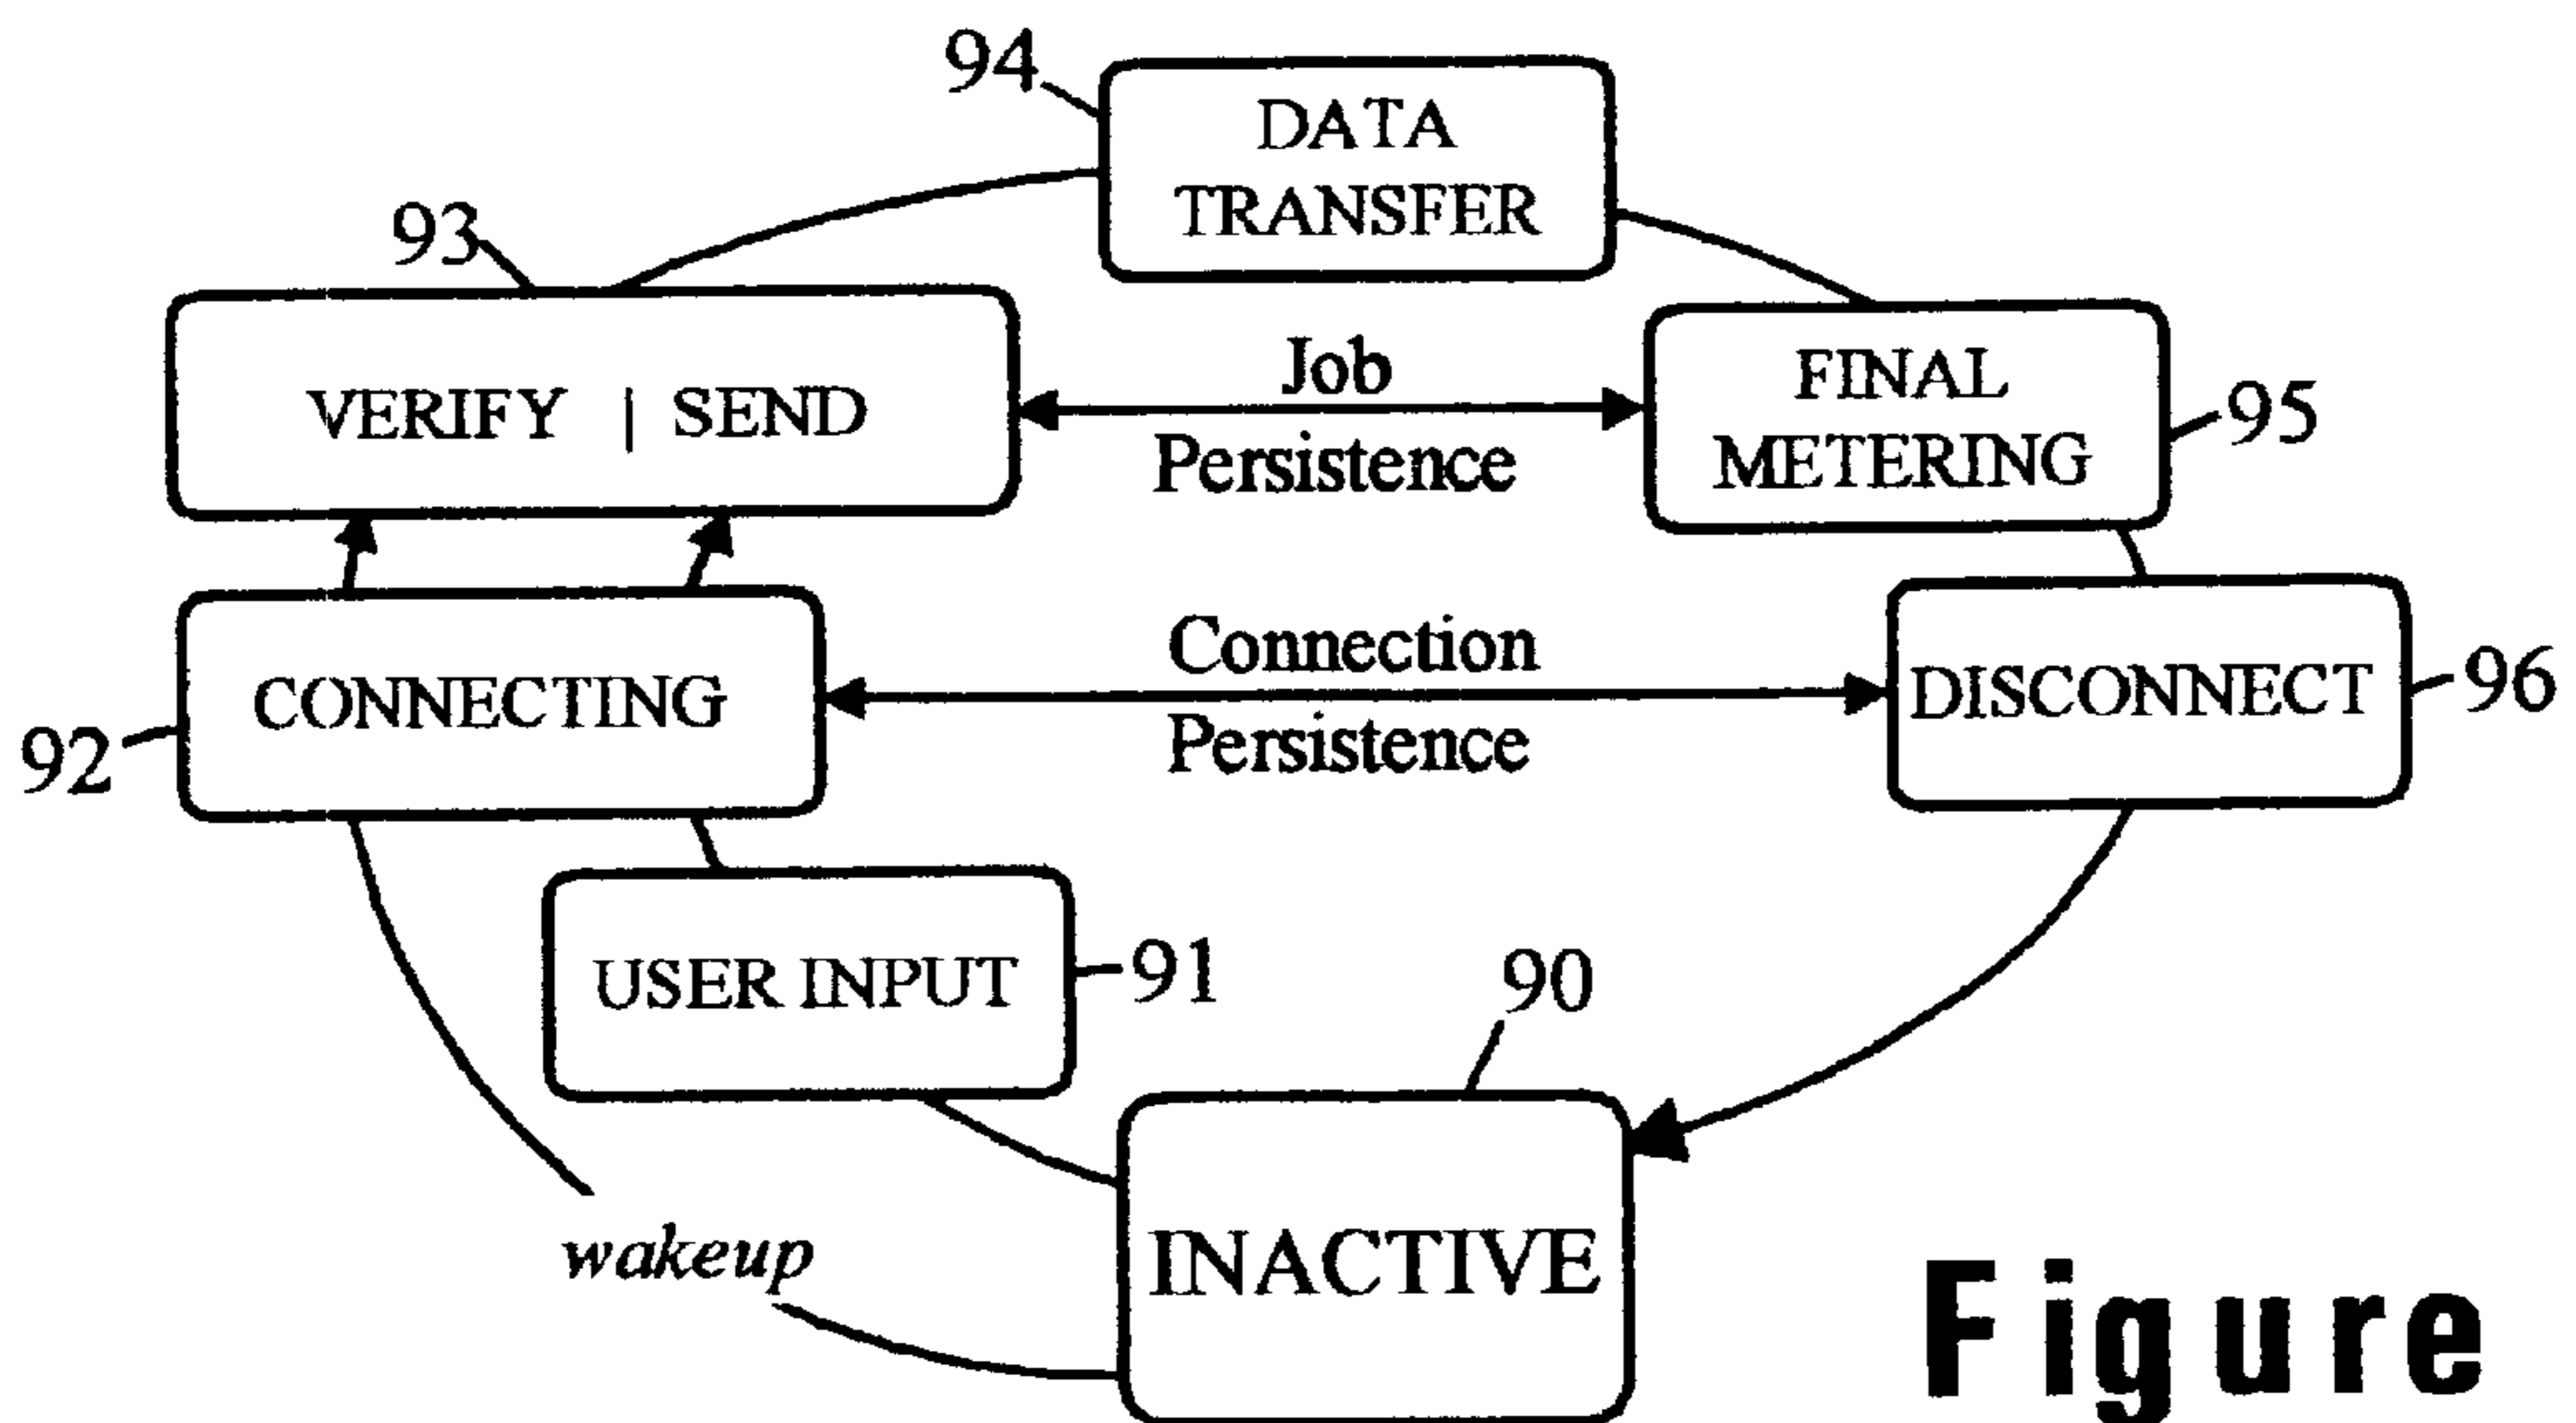 94
DATA
TRANSFER
93
VERIFY | SEND
Job
Persistence
FINAL
METERING
95
92
CONNECTING
Connection
Persistence
DISCONNECT
96
USER INPUT
91
90
wakeup
INACTIVE
Figure